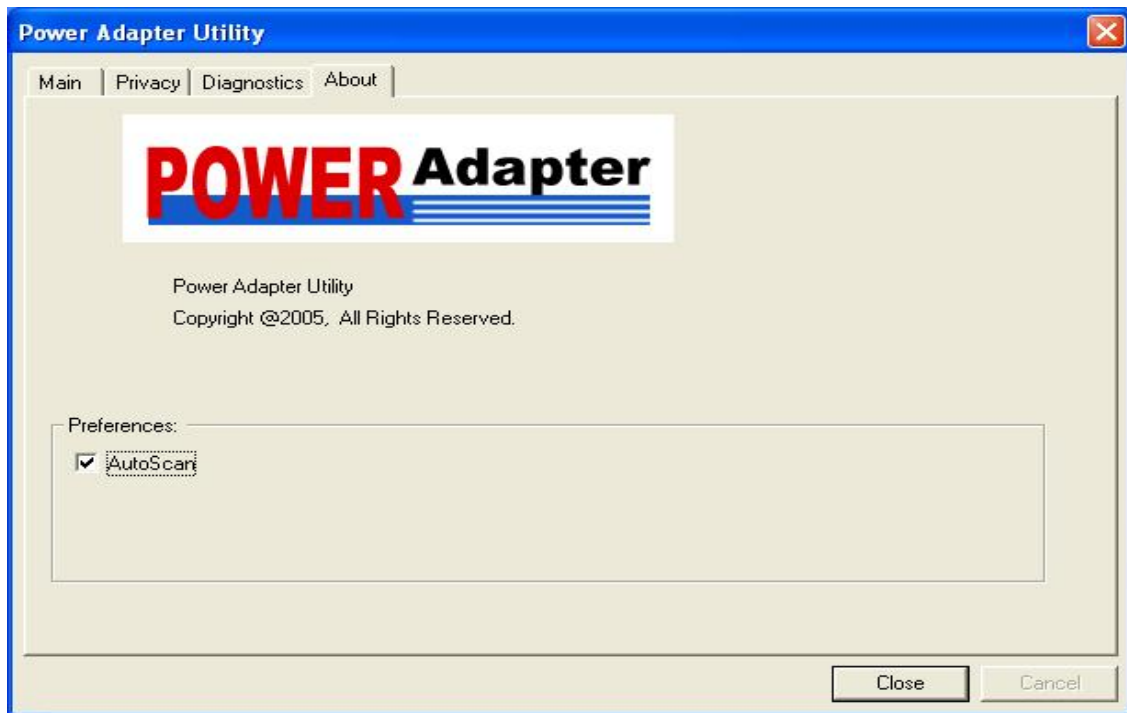 Power Adapter Utility
Main Privacy Diagnostics About
POWER Adapter
Power Adapter Utility
Copyright @2005, All Rights Reserved.
Preferences:
AutoScan
Close Cancel